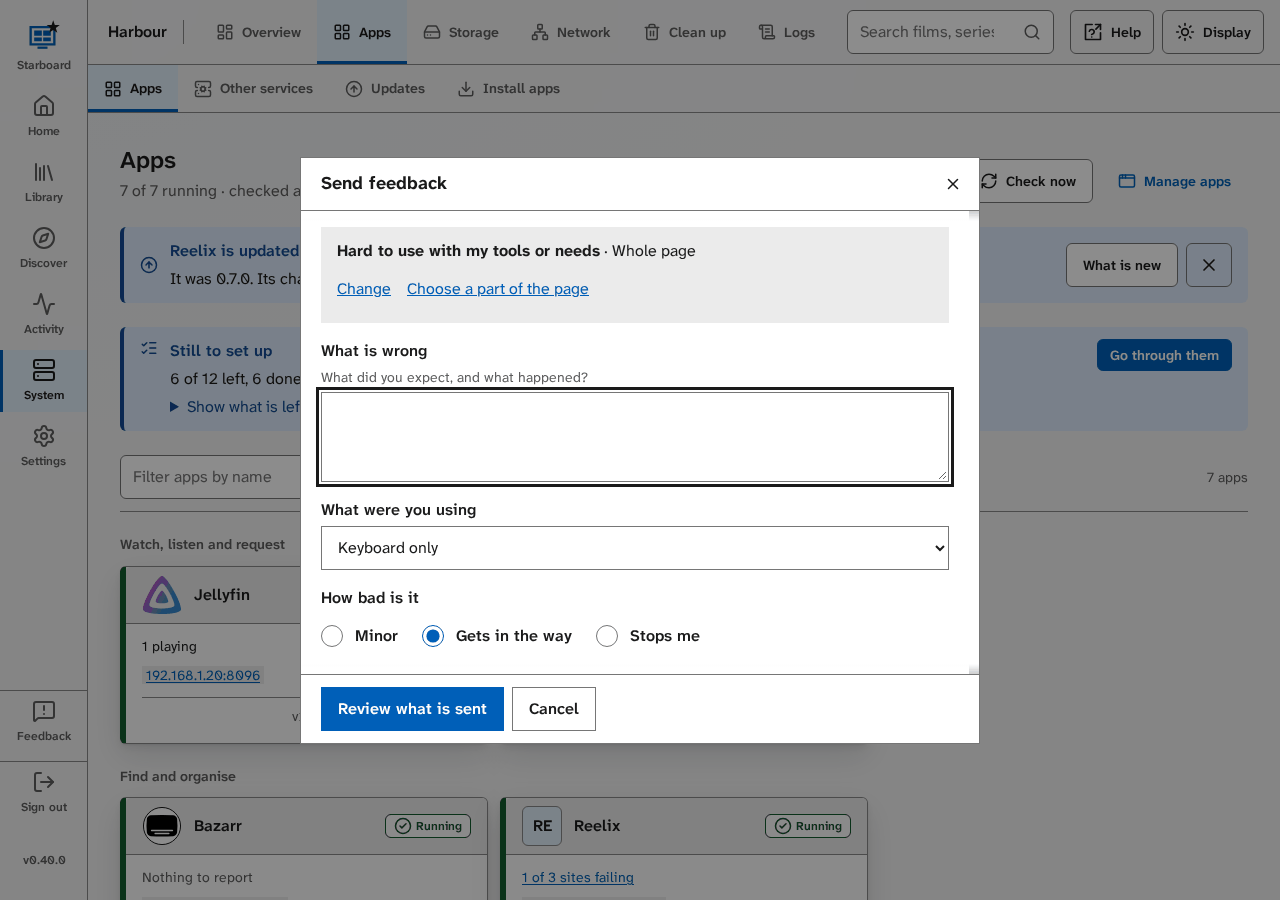 Starboard
Home
Library
Discover
Activity
System
Settings
Feedback
Sign out
v0.40.0
Harbour
Overview
Apps
Storage
Network
Clean up
Logs
Search films, series
Help
Display
Apps
Other services
Updates
Install apps
Apps
7 of 7 running · checked a
Check now
Manage apps
Reelix is updated
It was 0.7.0. Its cha
What is new
Still to set up
6 of 12 left, 6 done
Show what is lef
Go through them
Filter apps by name
7 apps
Watch, listen and request
Jellyfin
1 playing
192.168.1.20:8096
v
Find and organise
Bazarr
Running
Nothing to report
RE
Reelix
Running
1 of 3 sites failing
Send feedback
Hard to use with my tools or needs · Whole page
Change Choose a part of the page
What is wrong
What did you expect, and what happened?
What were you using
Keyboard only
How bad is it
Minor Gets in the way Stops me
Review what is sent Cancel